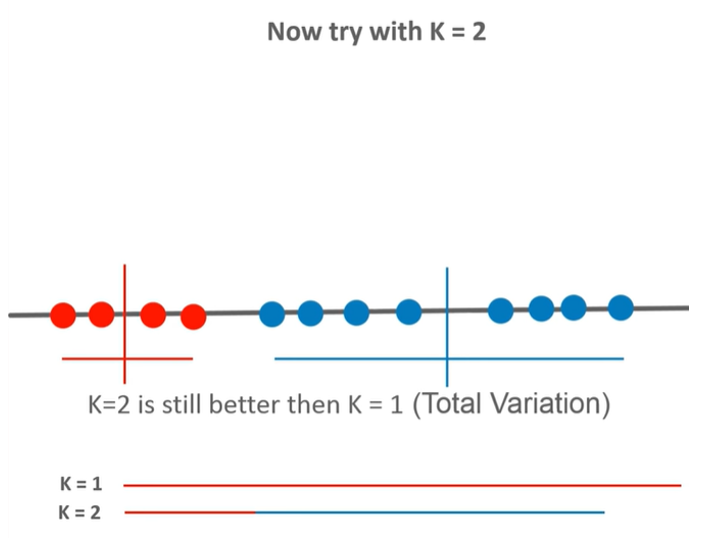 Now try with K = 2
K=2 is still better then K = 1 (Total Variation)
K = 1
K = 2